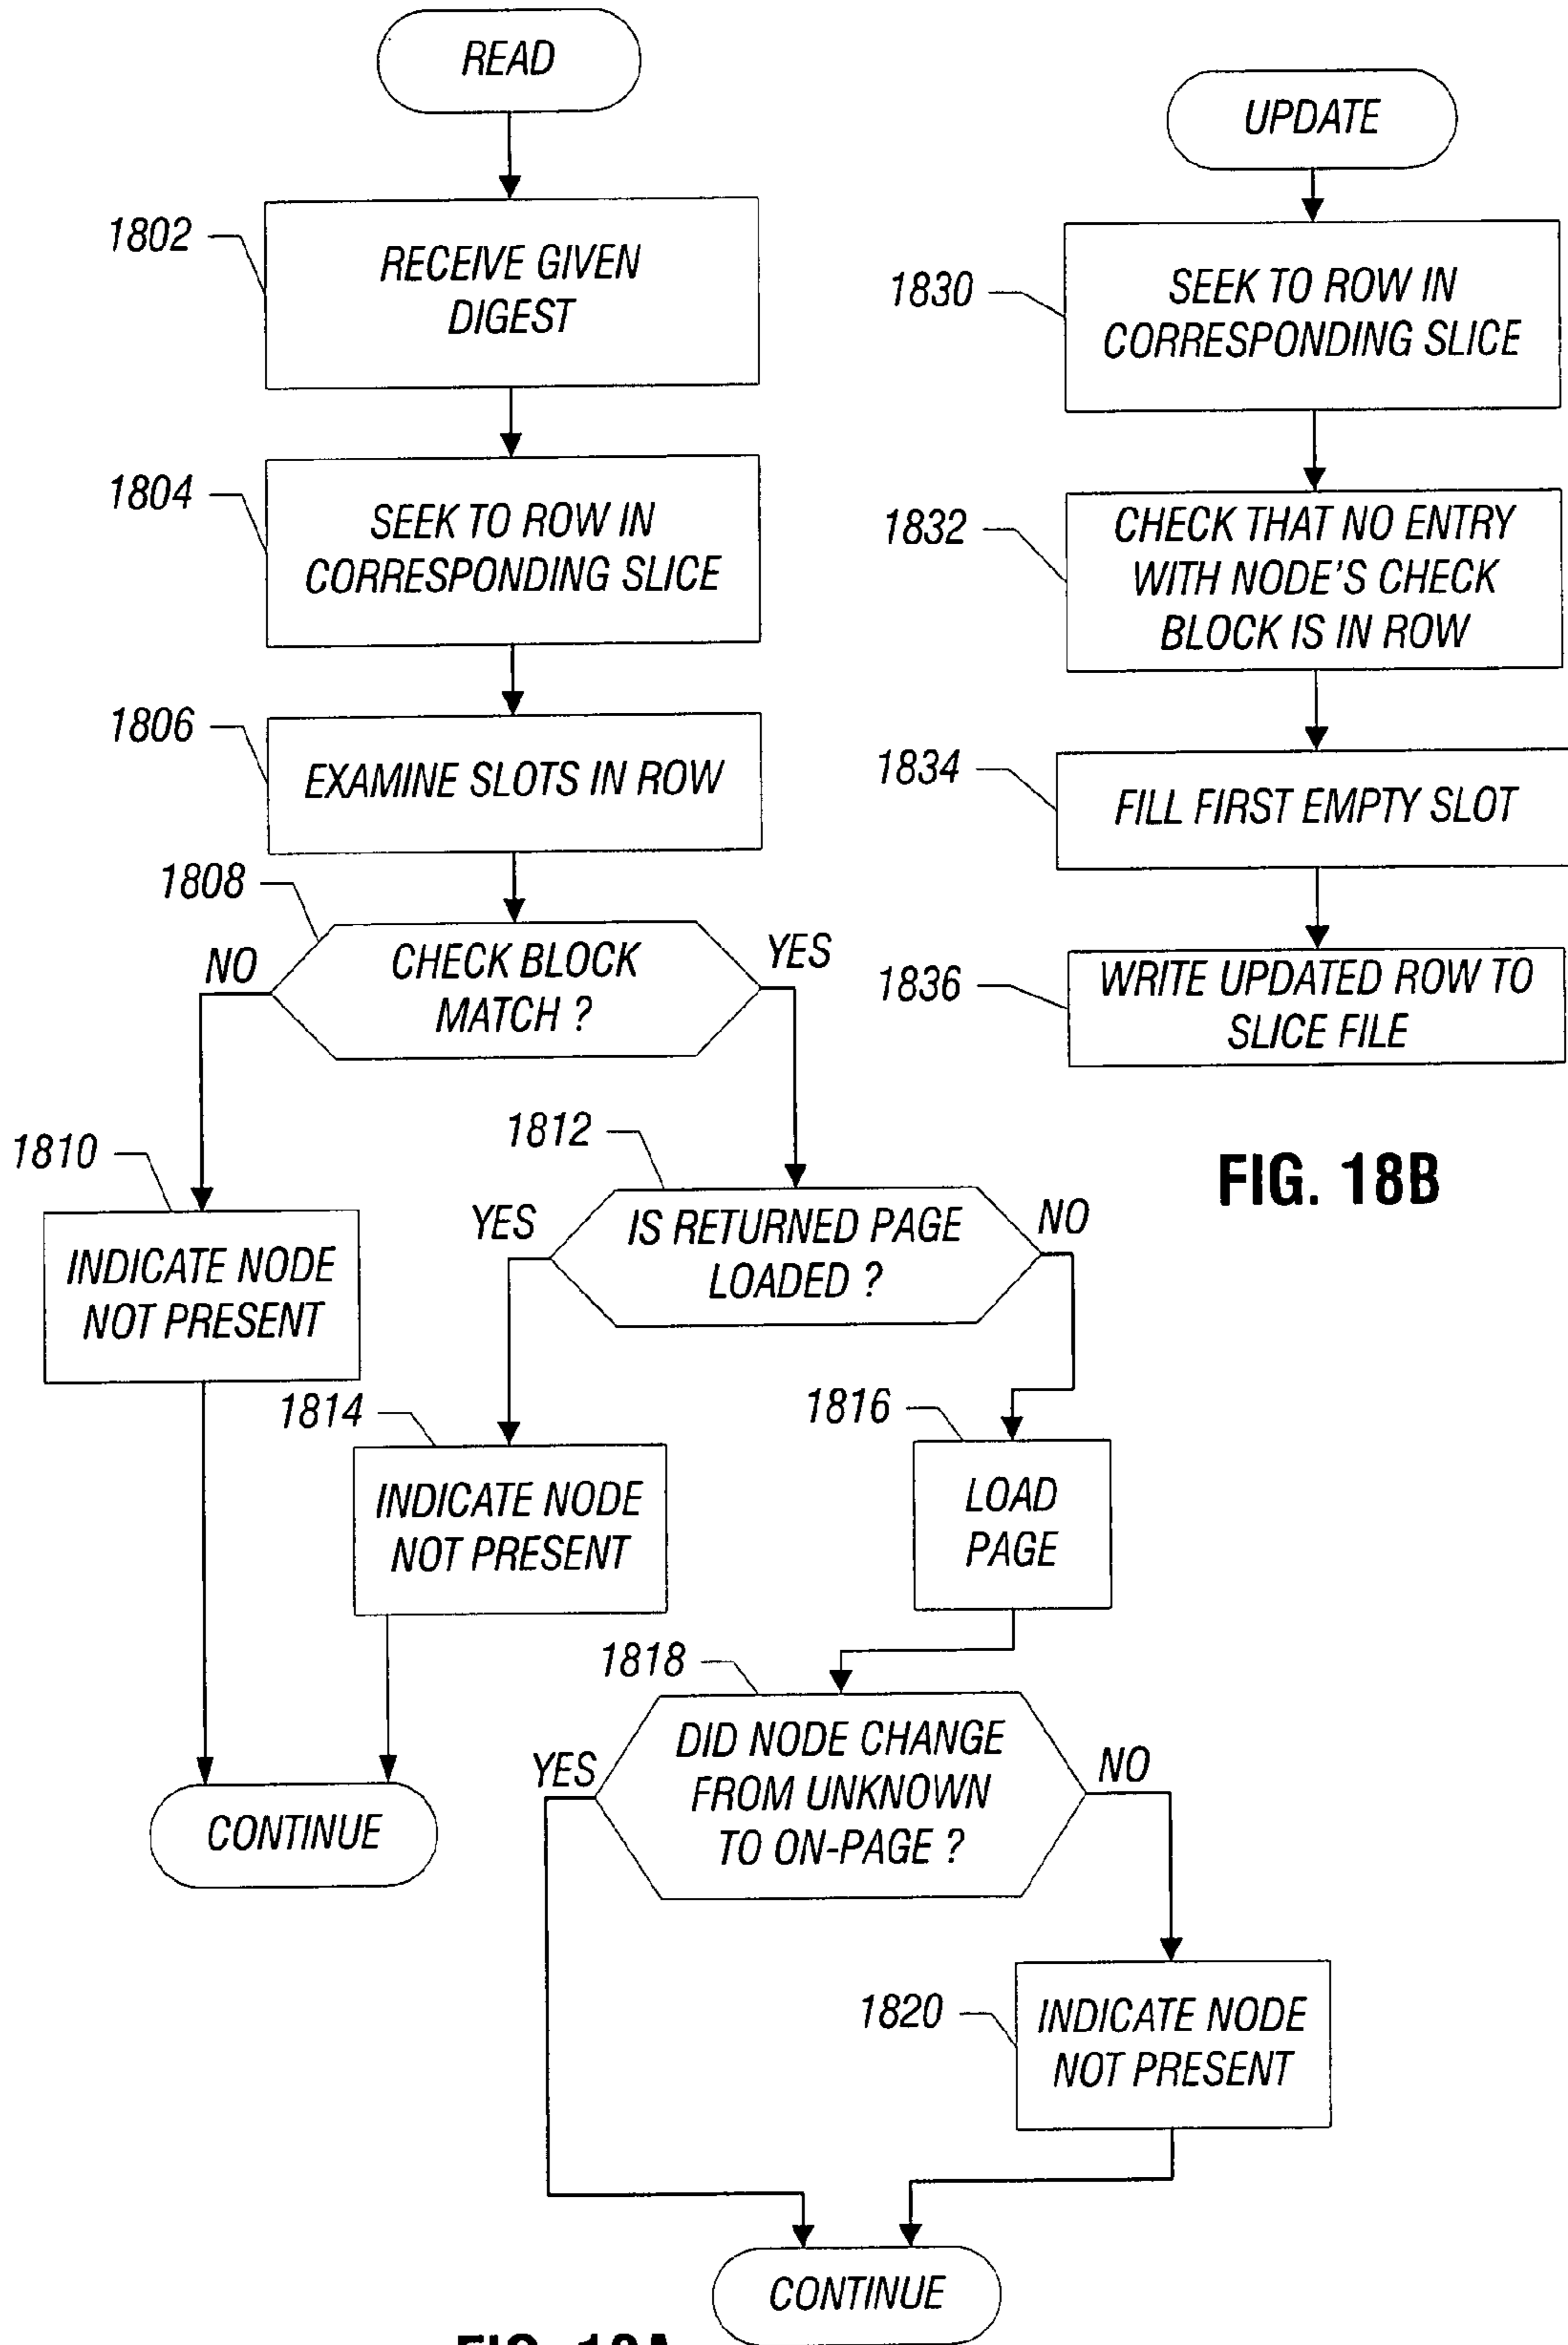 READ
1802
RECEIVE GIVEN
DIGEST
1804
SEEK TO ROW IN
CORRESPONDING SLICE
1806
EXAMINE SLOTS IN ROW
1808
CHECK BLOCK
MATCH ?
NO
YES
1810
INDICATE NODE
NOT PRESENT
1812
IS RETURNED PAGE
LOADED ?
YES
NO
1814
INDICATE NODE
NOT PRESENT
1816
LOAD
PAGE
CONTINUE
1818
DID NODE CHANGE
FROM UNKNOWN
TO ON-PAGE ?
YES
NO
1820
INDICATE NODE
NOT PRESENT
CONTINUE
FIG. 18A
UPDATE
1830
SEEK TO ROW IN
CORRESPONDING SLICE
1832
CHECK THAT NO ENTRY
WITH NODE'S CHECK
BLOCK IS IN ROW
1834
FILL FIRST EMPTY SLOT
1836
WRITE UPDATED ROW TO
SLICE FILE
FIG. 18B